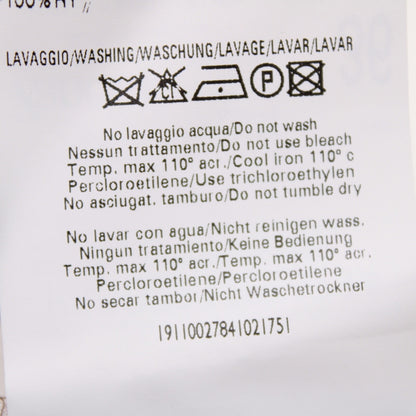 100%
LAVAGGIO/WASHING/WASCHUNG/LAVAGE/LAVAR/LAVAR
CL P
No lavaggio acqua/Do not wash
Nessun trattamento/Do not use bleach
Temp. max 110° acr./Cool iron 110° c
Percloroetilene/Use trichloroethylen
No asciugat. tamburo/Do not tumble dry
No lavar con agua/Nicht reinigen wass.
Ningun tratamiento/Keine Bedienung
Temp. max 110° acr./Temp. max 110° acr.
Percloroetilene/Percloroetilene
No secar tambor/Nicht Waschetrockner
19110027841021751